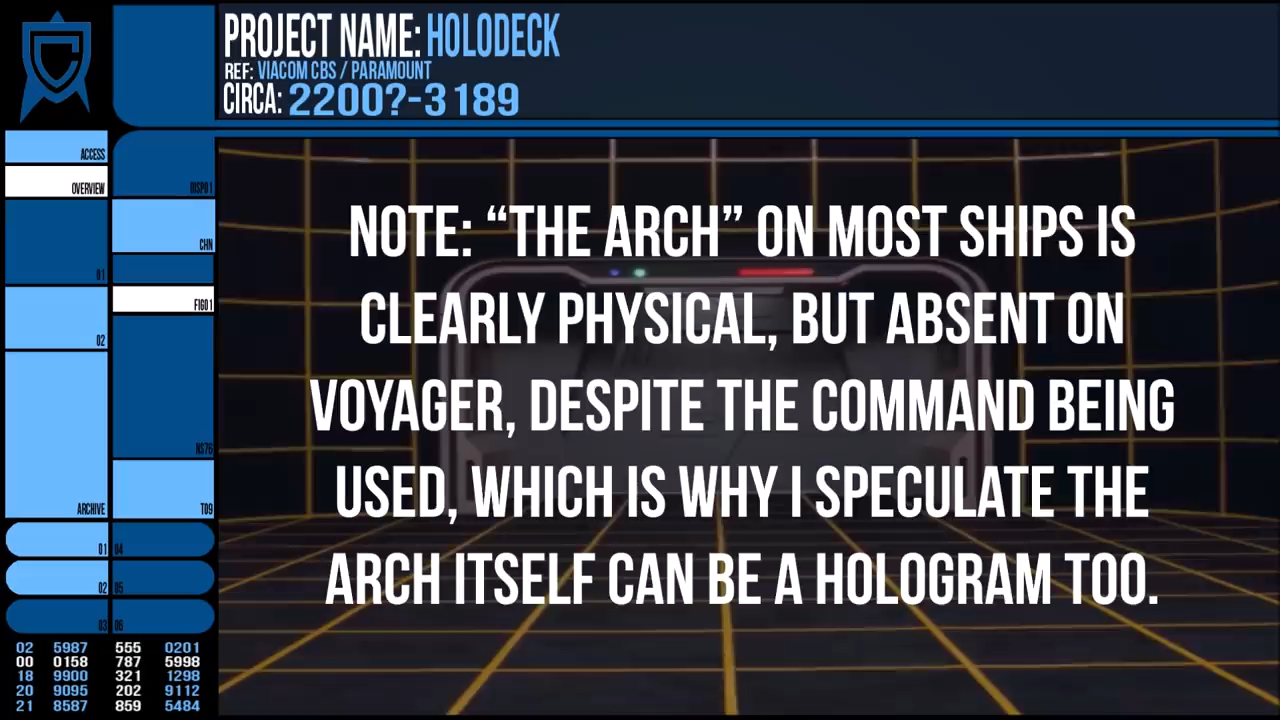 PROJECT NAME: HOLODECK
REF: VIACOM CBS / PARAMOUNT
CIRCA: 2200?-3189
ACCESS
OVERVIEW
01
02
ARCHIVE
01
02
03
DISP01
CHN
FIG01
NS76
T09
04
05
06
NOTE: “THE ARCH” ON MOST SHIPS IS
CLEARLY PHYSICAL, BUT ABSENT ON
VOYAGER, DESPITE THE COMMAND BEING
USED, WHICH IS WHY I SPECULATE THE
ARCH ITSELF CAN BE A HOLOGRAM TOO.
02 5987 555 0201
00 0158 787 5998
18 9900 321 1298
20 9095 202 9112
21 8587 859 5484